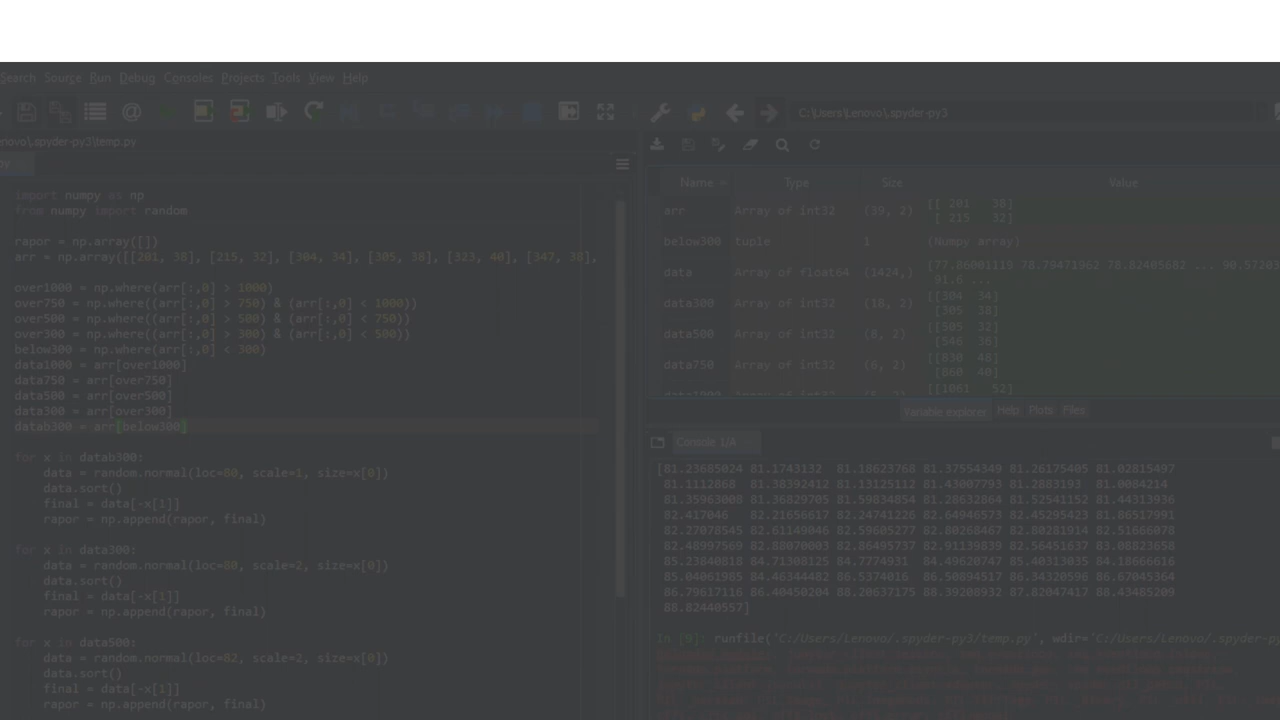 Search Source Run Debug Consoles Projects Tools View Help
C:\Users\Lenovo\.spyder-py3
enovo\.spyder-py3\temp.py
import numpy as np
from numpy import random
rapor = np.array([])
arr = np.array([[201, 38], [215, 32], [304, 34], [305, 38], [323, 40], [347, 38],
over1000 = np.where(arr[:,0] > 1000)
over750 = np.where((arr[:,0] > 750) & (arr[:,0] < 1000))
over500 = np.where((arr[:,0] > 500) & (arr[:,0] < 750))
over300 = np.where((arr[:,0] > 300) & (arr[:,0] < 500))
below300 = np.where(arr[:,0] < 300)
data1000 = arr[over1000]
data750 = arr[over750]
data500 = arr[over500]
data300 = arr[over300]
datab300 = arr[below300]
for x in datab300:
data = random.normal(loc=80, scale=1, size=x[0])
data.sort()
final = data[-x[1]]
rapor = np.append(rapor, final)
for x in data300:
data = random.normal(loc=80, scale=2, size=x[0])
data.sort()
final = data[-x[1]]
rapor = np.append(rapor, final)
for x in data500:
data = random.normal(loc=82, scale=2, size=x[0])
data.sort()
final = data[-x[1]]
rapor = np.append(rapor, final)
Name Type Size Value
arr Array of int32 (39, 2) [[ 201 38]
[ 215 32]
below300 tuple 1 (Numpy array)
data Array of float64 (1424,) [77.86001119 78.79471962 78.82405682 ... 90.57203
91.6 ...
data300 Array of int32 (18, 2) [[304 34]
[305 38]
data500 Array of int32 (8, 2) [[505 32]
[546 36]
data750 Array of int32 (6, 2) [[830 48]
[860 40]
[[1061 52]
Variable explorer Help Plots Files
Console 1/A
[81.23685024 81.1743132 81.18623768 81.37554349 81.26175405 81.02815497
81.1112868 81.38392412 81.13125112 81.43007793 81.2883193 81.0084214
81.35963008 81.36829705 81.59834854 81.28632864 81.52541152 81.44313936
82.417046 82.21656617 82.24741226 82.64946573 82.45295423 81.86517991
82.27078545 82.61149046 82.59605277 82.80268467 82.80281914 82.51666078
82.48997569 82.88070003 82.86495737 82.91139839 82.56451637 83.08823658
85.23840818 84.71308125 84.7774931 84.49620747 85.40313035 84.18666616
85.04061985 84.46344482 86.5374016 86.50894517 86.34320596 86.67045364
86.79617116 86.40450204 88.20637175 88.39208932 87.82047417 88.43485209
88.82440557]
In [9]: runfile('C:/Users/Lenovo/.spyder-py3/temp.py', wdir='C:/Users/Lenovo/.spyder-py